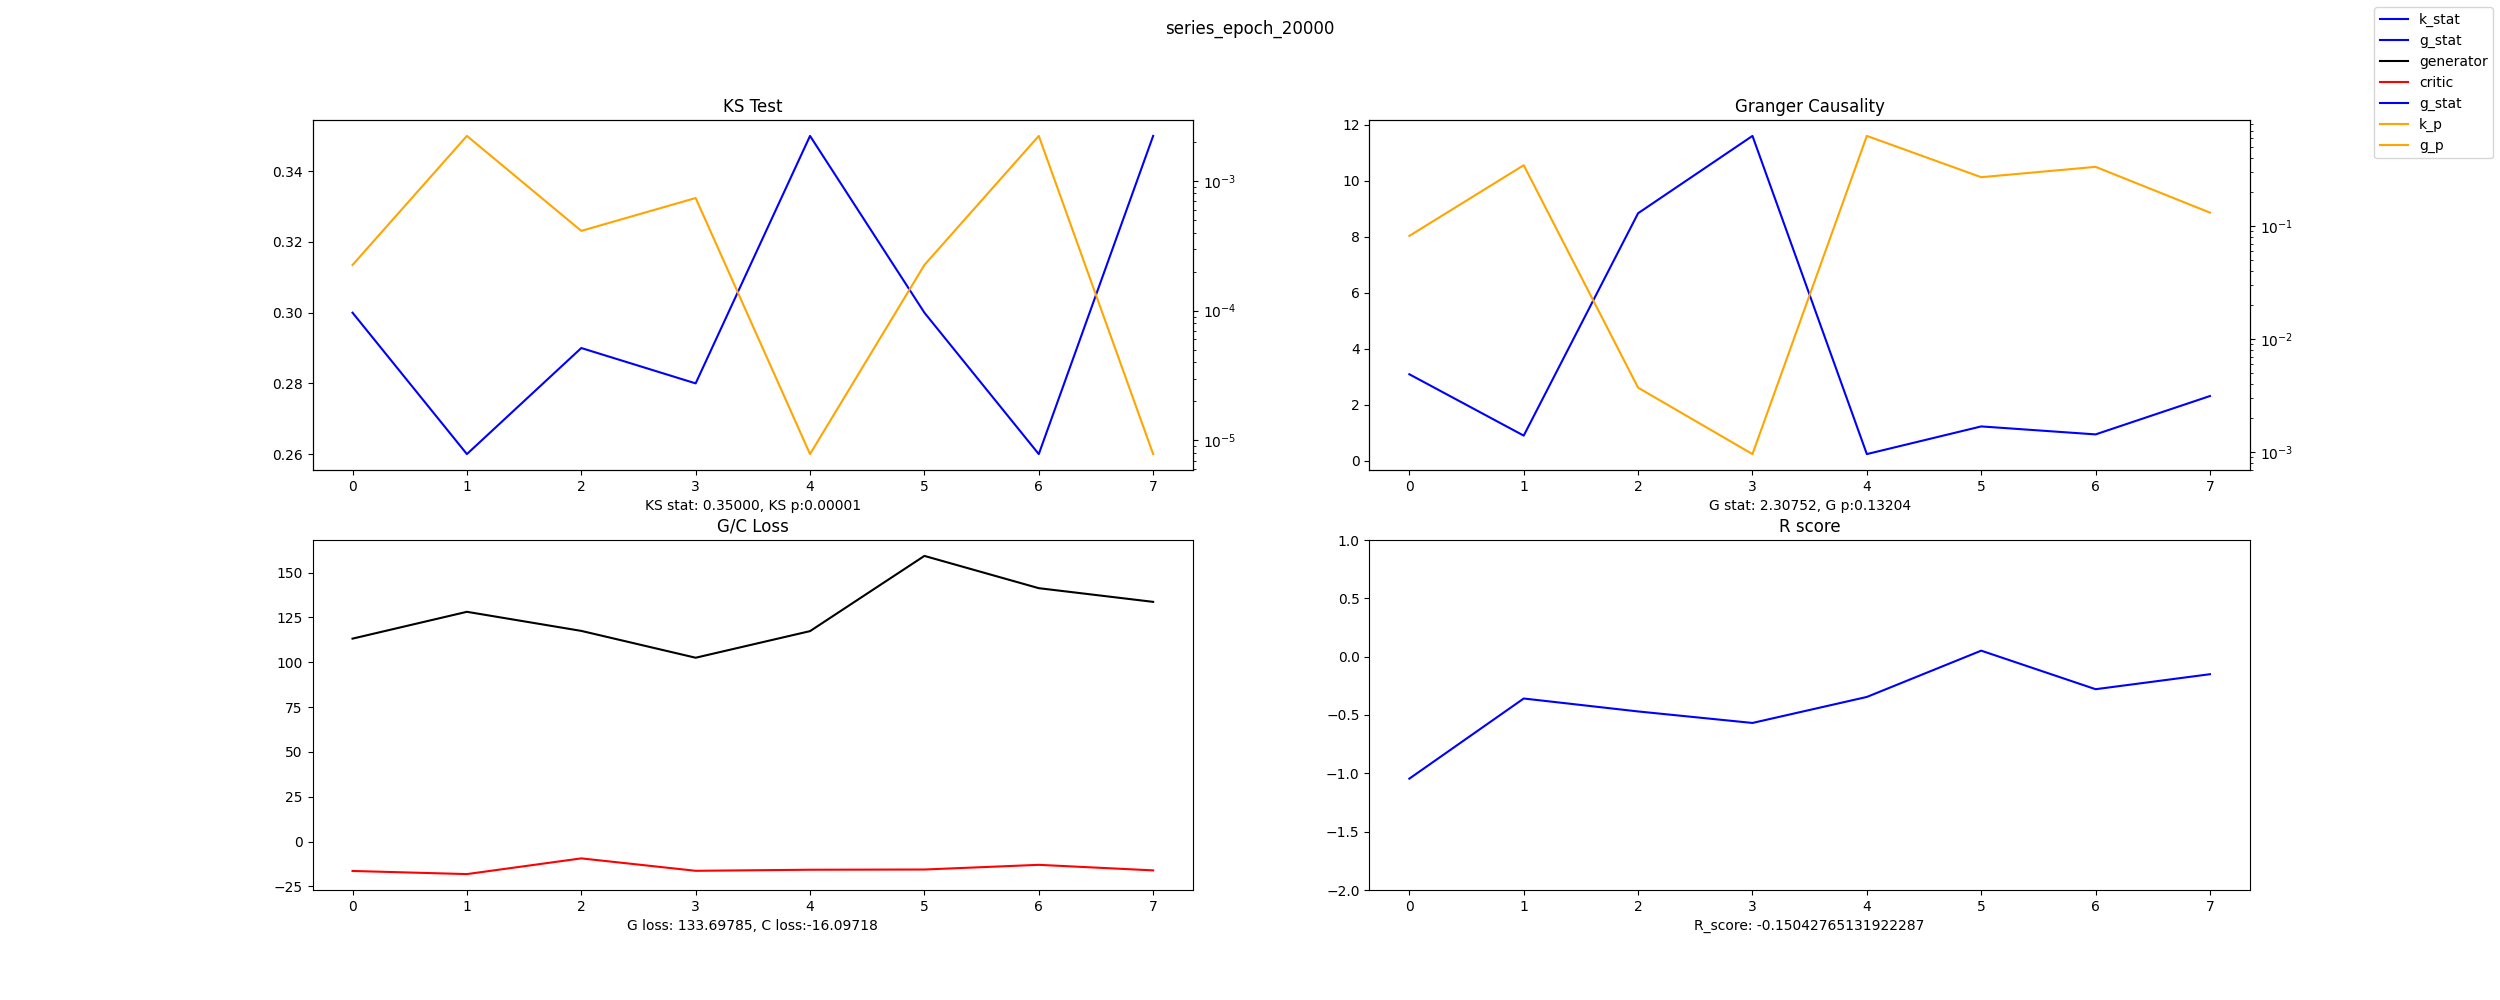 series_epoch_20000
k_stat
g_stat
generator
critic
g_stat
k_p
g_p
KS Test
0.34
0.32
0.30
0.28
0.26
10⁻³
10⁻⁴
10⁻⁵
0 1 2 3 4 5 6 7
KS stat: 0.35000, KS p:0.00001
Granger Causality
12
10
8
6
4
2
0
10⁻¹
10⁻²
10⁻³
0 1 2 3 4 5 6 7
G stat: 2.30752, G p:0.13204
G/C Loss
150
125
100
75
50
25
0
−25
0 1 2 3 4 5 6 7
G loss: 133.69785, C loss:-16.09718
R score
1.0
0.5
0.0
−0.5
−1.0
−1.5
−2.0
0 1 2 3 4 5 6 7
R_score: -0.15042765131922287